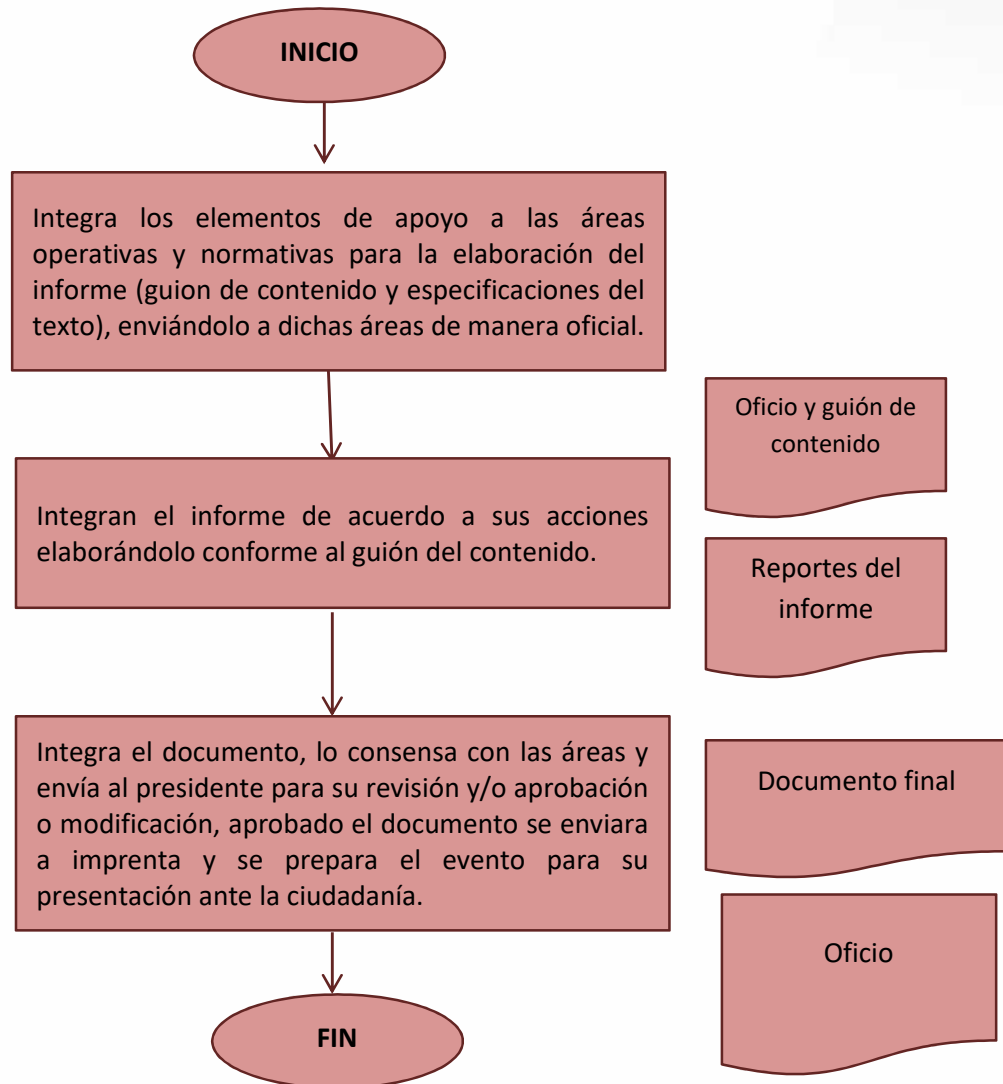 INICIO
Integra los elementos de apoyo a las áreas
operativas y normativas para la elaboración del
informe (guion de contenido y especificaciones del
texto), enviándolo a dichas áreas de manera oficial.
Oficio y guión de
contenido
Integran el informe de acuerdo a sus acciones
elaborándolo conforme al guión del contenido.
Reportes del
informe
Integra el documento, lo consensa con las áreas y
envía al presidente para su revisión y/o aprobación
o modificación, aprobado el documento se enviara
a imprenta y se prepara el evento para su
presentación ante la ciudadanía.
Documento final
Oficio
FIN